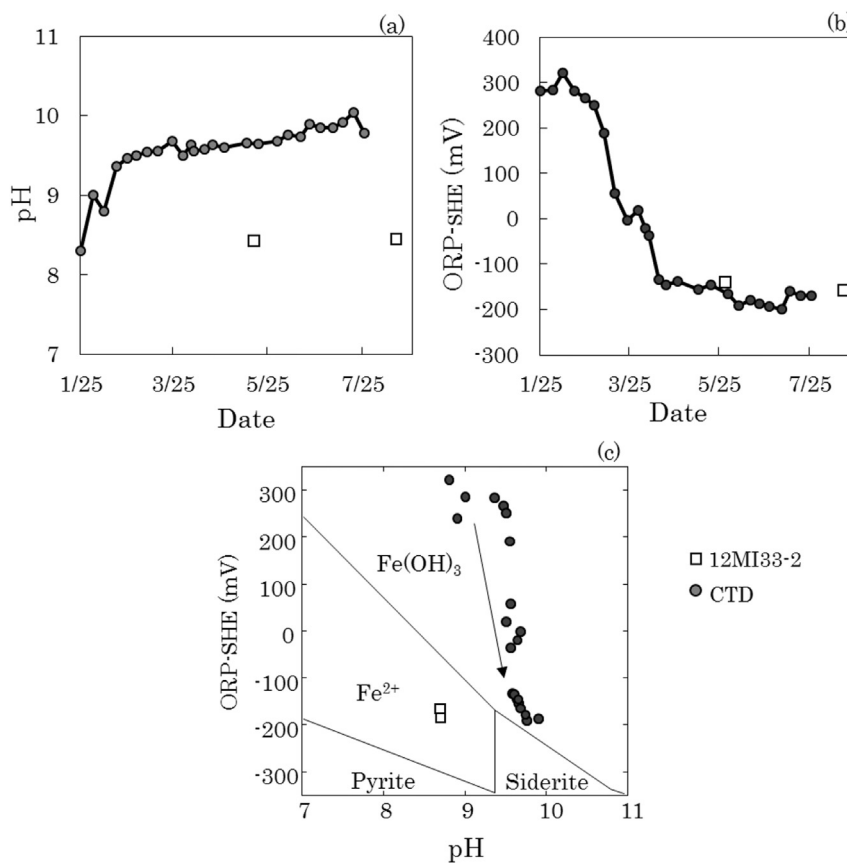 (a)
11
10
9
8
7
pH
1/25 3/25 5/25 7/25
Date
(b)
400
300
200
100
0
-100
-200
-300
ORP-SHE (mV)
1/25 3/25 5/25 7/25
Date
(c)
300
200
100
0
-100
-200
-300
ORP-SHE (mV)
Fe(OH)₃
Fe²⁺
Pyrite Siderite
7 8 9 10 11
pH
12MI33-2
CTD